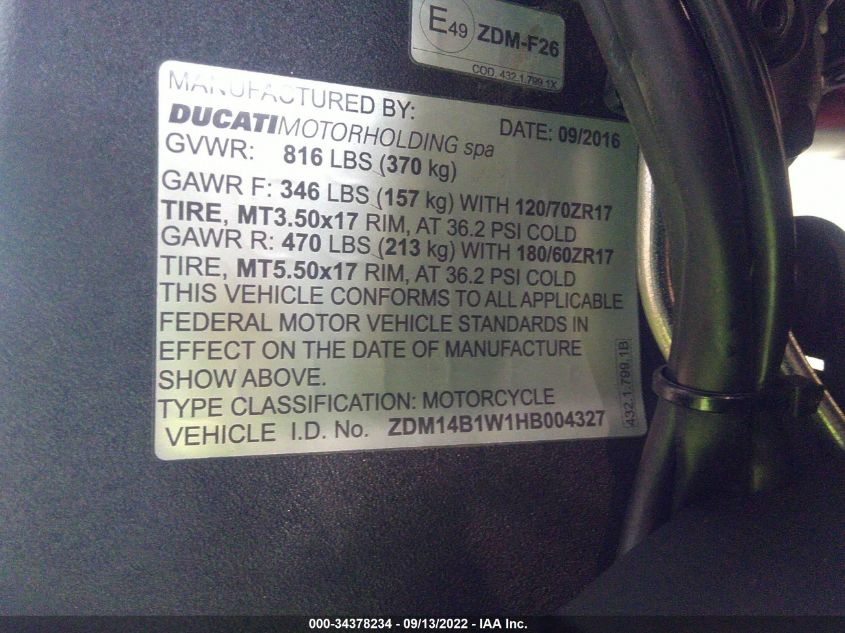 E49 ZDM-F26
COD. 432.1.799.1X
MANUFACTURED BY:
DUCATIMOTORHOLDING spa DATE: 09/2016
GVWR: 816 LBS (370 kg)
GAWR F: 346 LBS (157 kg) WITH 120/70ZR17
TIRE, MT3.50x17 RIM, AT 36.2 PSI COLD
GAWR R: 470 LBS (213 kg) WITH 180/60ZR17
TIRE, MT5.50x17 RIM, AT 36.2 PSI COLD
THIS VEHICLE CONFORMS TO ALL APPLICABLE
FEDERAL MOTOR VEHICLE STANDARDS IN
EFFECT ON THE DATE OF MANUFACTURE
SHOW ABOVE.
TYPE CLASSIFICATION: MOTORCYCLE
VEHICLE I.D. No. ZDM14B1W1HB004327
432.1.799.1B
000-34378234 - 09/13/2022 - IAA Inc.